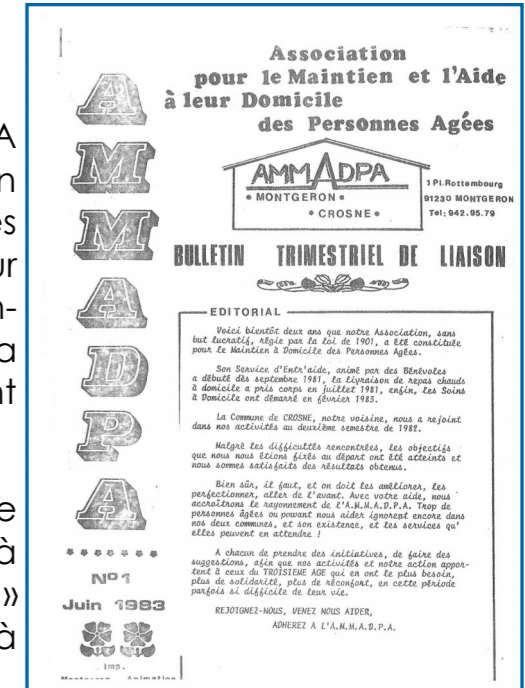 A
n
es
ur
n-
a
nt
e
à
»
à
Association
pour le Maintien et l'Aide
à leur Domicile
des Personnes Agées
AMMADPA
• MONTGERON •
• CROSNE •
1 Pl. Rottembourg
91230 MONTGERON
Tel: 942.95.79
BULLETIN TRIMESTRIEL DE LIAISON
A
M
M
A
D
P
A
N° 1
Juin 1983
Imp.
EDITORIAL
Voici bientôt deux ans que notre Association, sans
but lucratif, régie par la loi de 1901, a été constituée
pour le Maintien à Domicile des Personnes Agées.
Son Service d'Entr'aide, animé par des Bénévoles
a débuté dès septembre 1981, la livraison de repas chauds
à domicile a pris corps en juillet 1981, enfin, les Soins
à Domicile ont démarré en février 1983.
La Commune de CROSNE, notre voisine, nous a rejoint
dans nos activités au deuxième semestre de 1982.
Malgré les difficultés rencontrées, les objectifs
que nous nous étions fixés au départ ont été atteints et
nous sommes satisfaits des résultats obtenus.
Bien sûr, il faut, et on doit les améliorer, les
perfectionner, aller de l'avant. Avec votre aide, nous
accroîtrons le rayonnement de l'A.M.M.A.D.P.A. Trop de
personnes âgées ou pouvant nous aider ignorent encore dans
nos deux communes, et son existence, et les services qu'
elles peuvent en attendre !
A chacun de prendre des initiatives, de faire des
suggestions, afin que nos activités et notre action appor-
tent à ceux du TROISIEME AGE qui en ont le plus besoin,
plus de solidarité, plus de réconfort, en cette période
parfois si difficile de leur vie.
REJOIGNEZ-NOUS, VENEZ NOUS AIDER,
ADHEREZ A L'A.M.M.A.D.P.A.